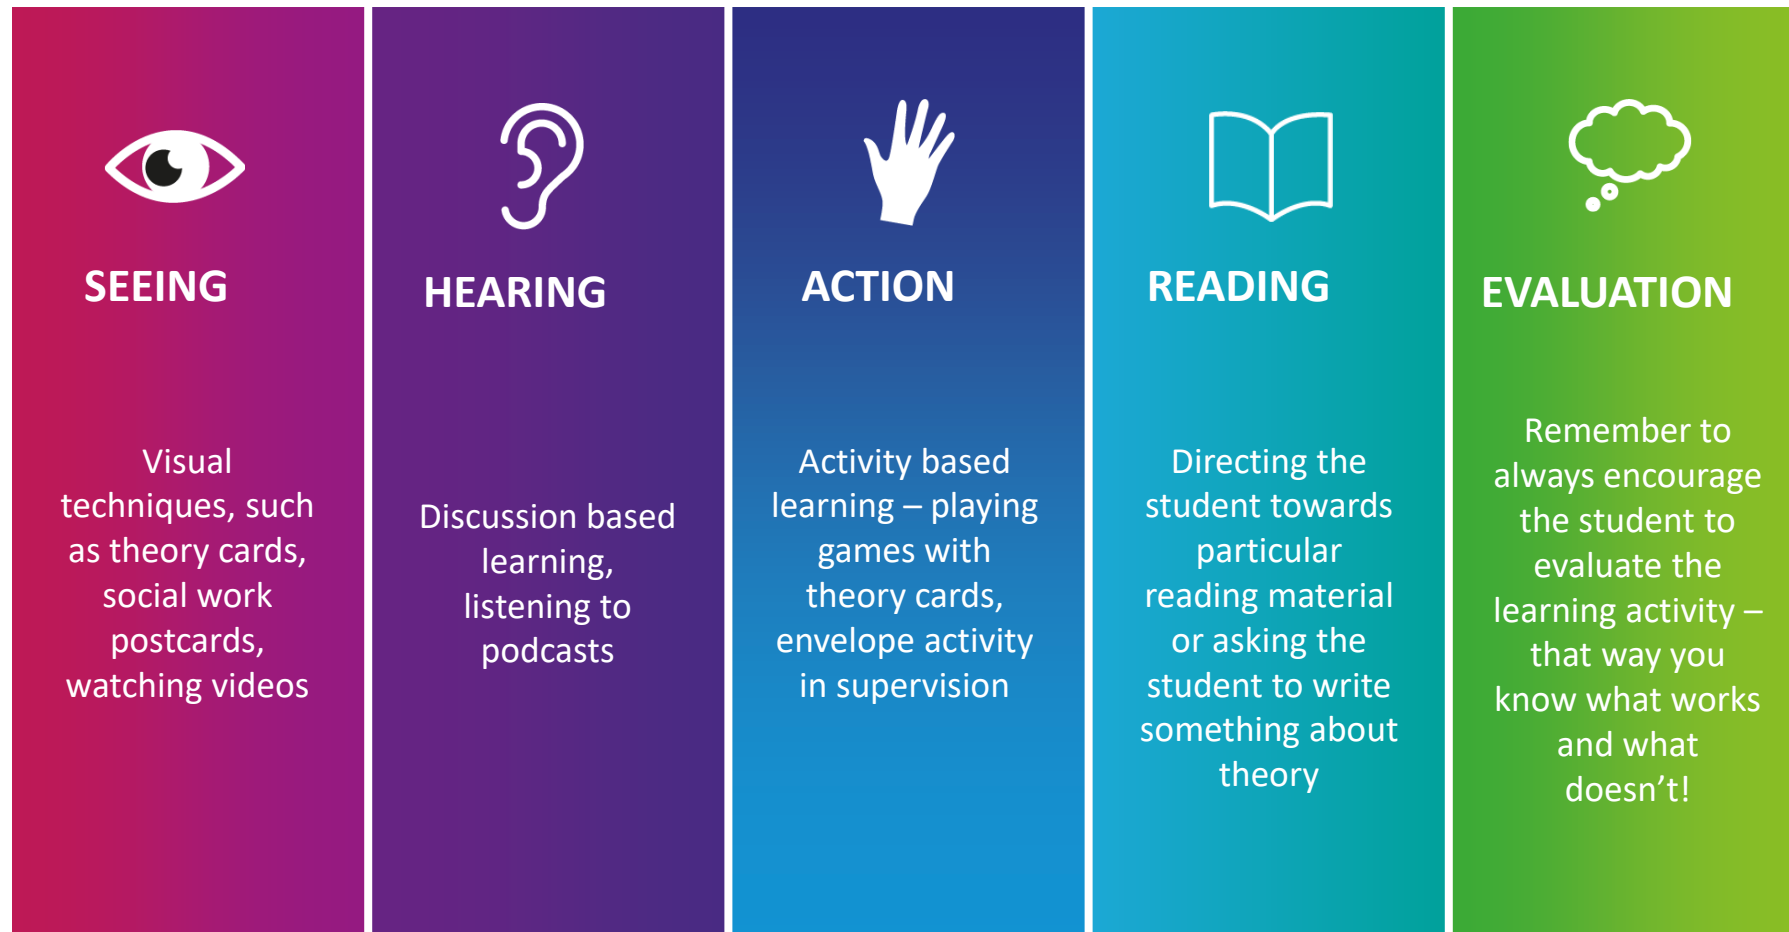 SEEING
Visual
techniques, such
as theory cards,
social work
postcards,
watching videos
HEARING
Discussion based
learning,
listening to
podcasts
ACTION
Activity based
learning – playing
games with
theory cards,
envelope activity
in supervision
READING
Directing the
student towards
particular
reading material
or asking the
student to write
something about
theory
EVALUATION
Remember to
always encourage
the student to
evaluate the
learning activity –
that way you
know what works
and what
doesn’t!